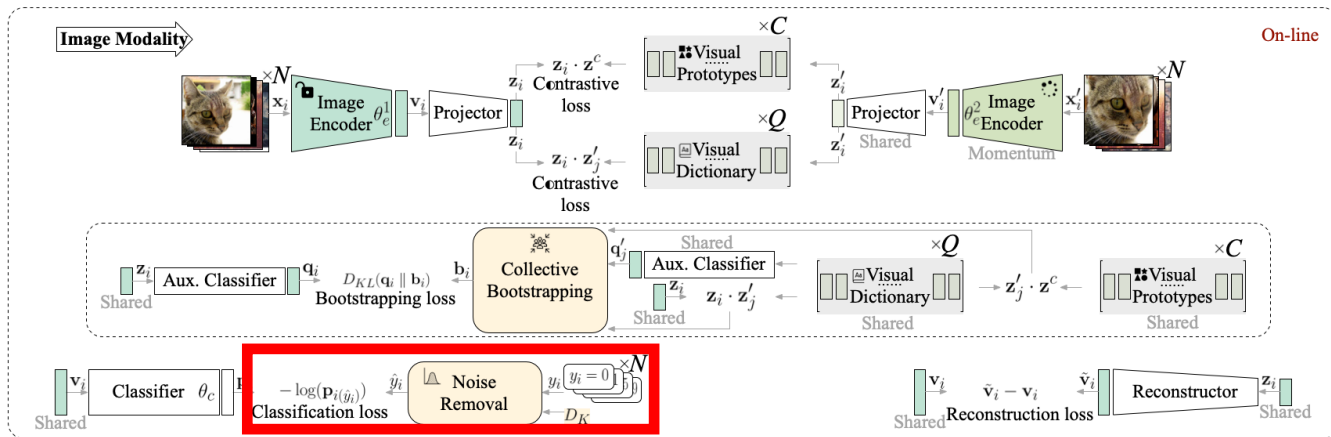 Image Modality
On-line
×N
x_i
Image
Encoder θ_e^1
v_i
Projector
z_i
z_i
z_i · z^c
Contrastive
loss
z_i · z'_j
Contrastive
loss
×C
Visual
Prototypes
×Q
Aa Visual
Dictionary
z'_i
z'_i
Projector
Shared
v'_i
θ_e^2 Image
Encoder
Momentum
x'_i
×N
z_i
Shared
Aux. Classifier
q_i
D_KL(q_i ∥ b_i)
Bootstrapping loss
b_i
Collective
Bootstrapping
Shared
q'_j
Aux. Classifier
z_i
Shared
z_i · z'_j
×Q
Aa Visual
Dictionary
Shared
z'_j · z^c
×C
Visual
Prototypes
Shared
v_i
Shared
Classifier θ_c
− log(p_i(ŷ_i))
Classification loss
ŷ_i
Noise
Removal
y_i
y_i = 0
×N
D_K
v_i
Shared
ṽ_i − v_i
Reconstruction loss
ṽ_i
Reconstructor
z_i
Shared